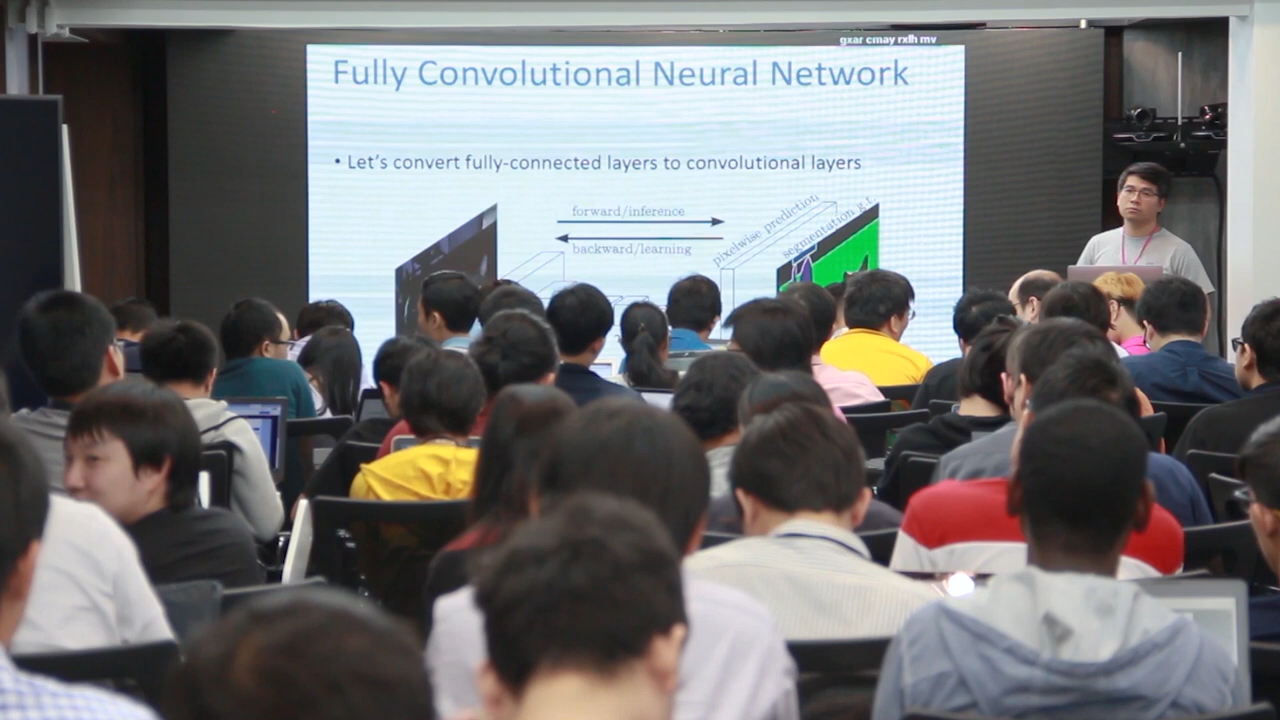 gxar cmay rxlh mv
Fully Convolutional Neural Network
• Let's convert fully-connected layers to convolutional layers
forward/inference
backward/learning
pixelwise prediction
segmentation g.t.